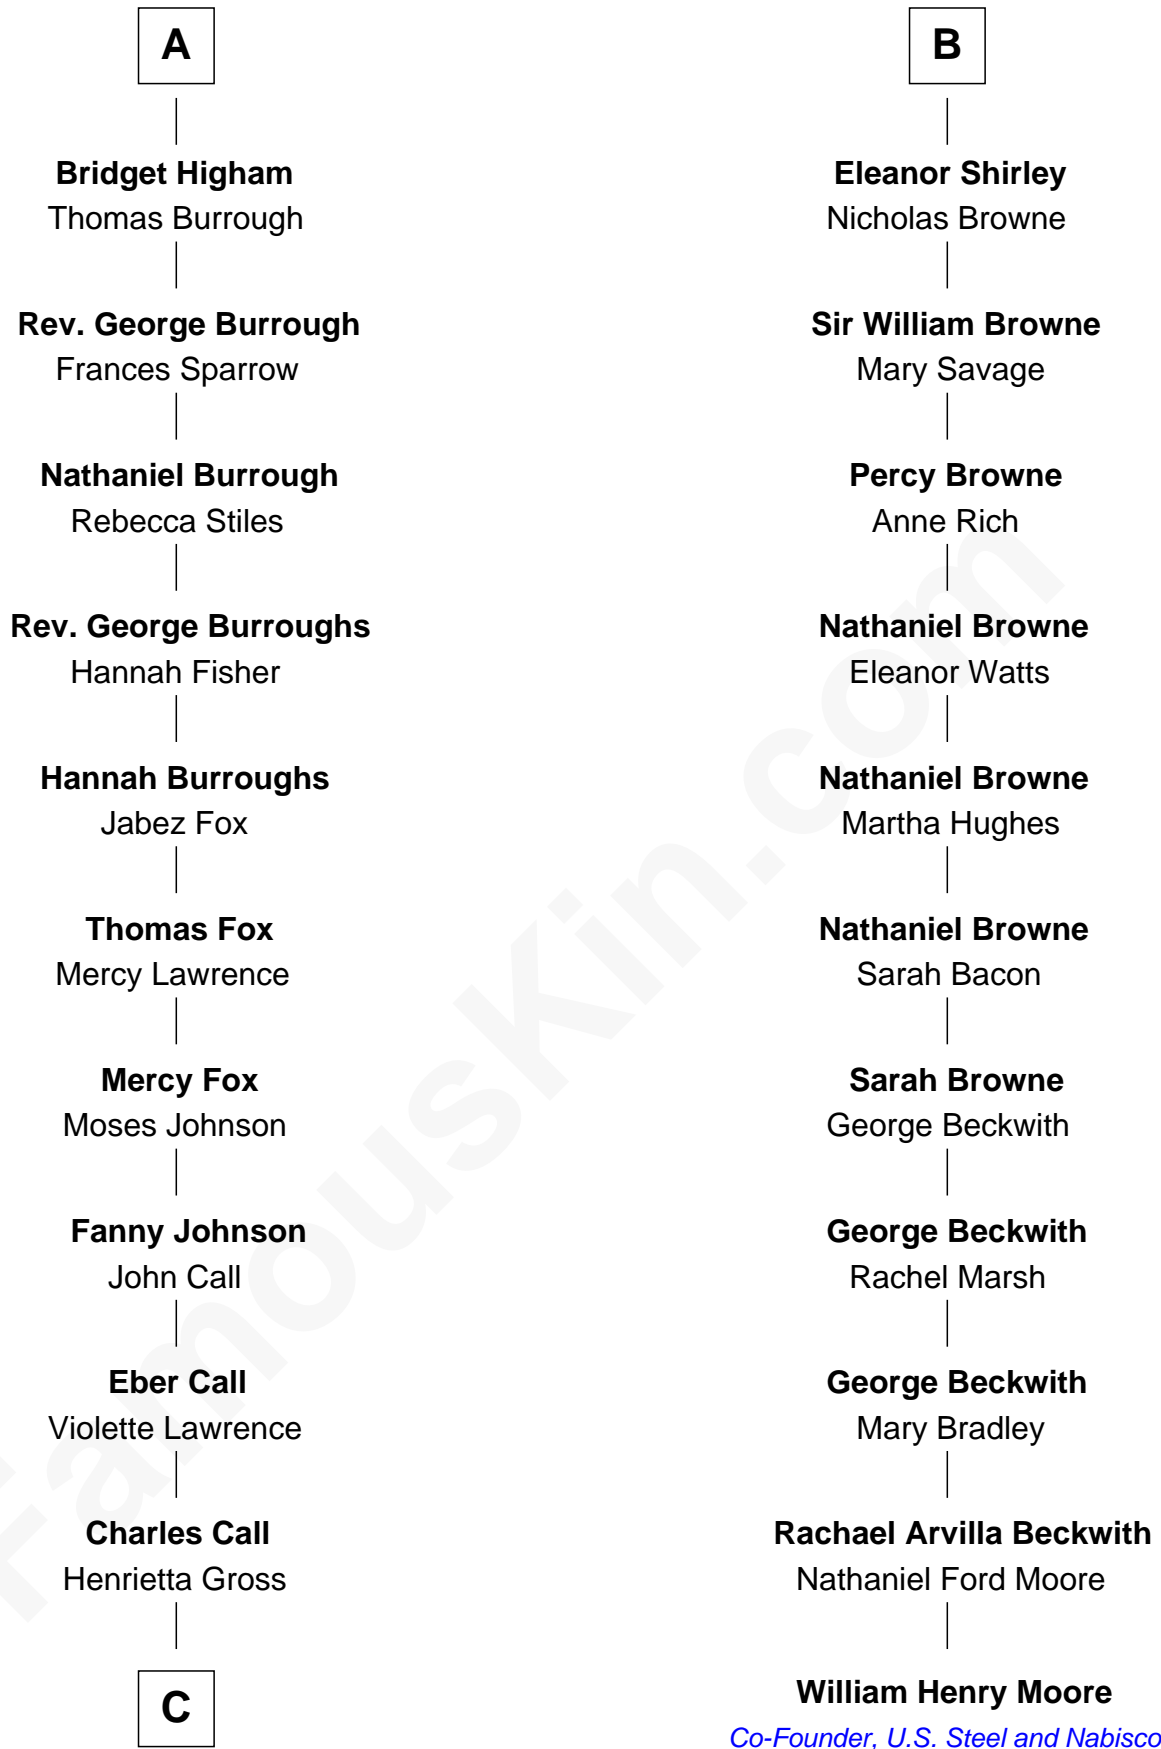 A
Bridget Higham
Thomas Burrough
Rev. George Burrough
Frances Sparrow
Nathaniel Burrough
Rebecca Stiles
Rev. George Burroughs
Hannah Fisher
Hannah Burroughs
Jabez Fox
Thomas Fox
Mercy Lawrence
Mercy Fox
Moses Johnson
Fanny Johnson
John Call
Eber Call
Violette Lawrence
Charles Call
Henrietta Gross
C
B
Eleanor Shirley
Nicholas Browne
Sir William Browne
Mary Savage
Percy Browne
Anne Rich
Nathaniel Browne
Eleanor Watts
Nathaniel Browne
Martha Hughes
Nathaniel Browne
Sarah Bacon
Sarah Browne
George Beckwith
George Beckwith
Rachel Marsh
George Beckwith
Mary Bradley
Rachael Arvilla Beckwith
Nathaniel Ford Moore
William Henry Moore
Co-Founder, U.S. Steel and Nabisco
FamousKin.com